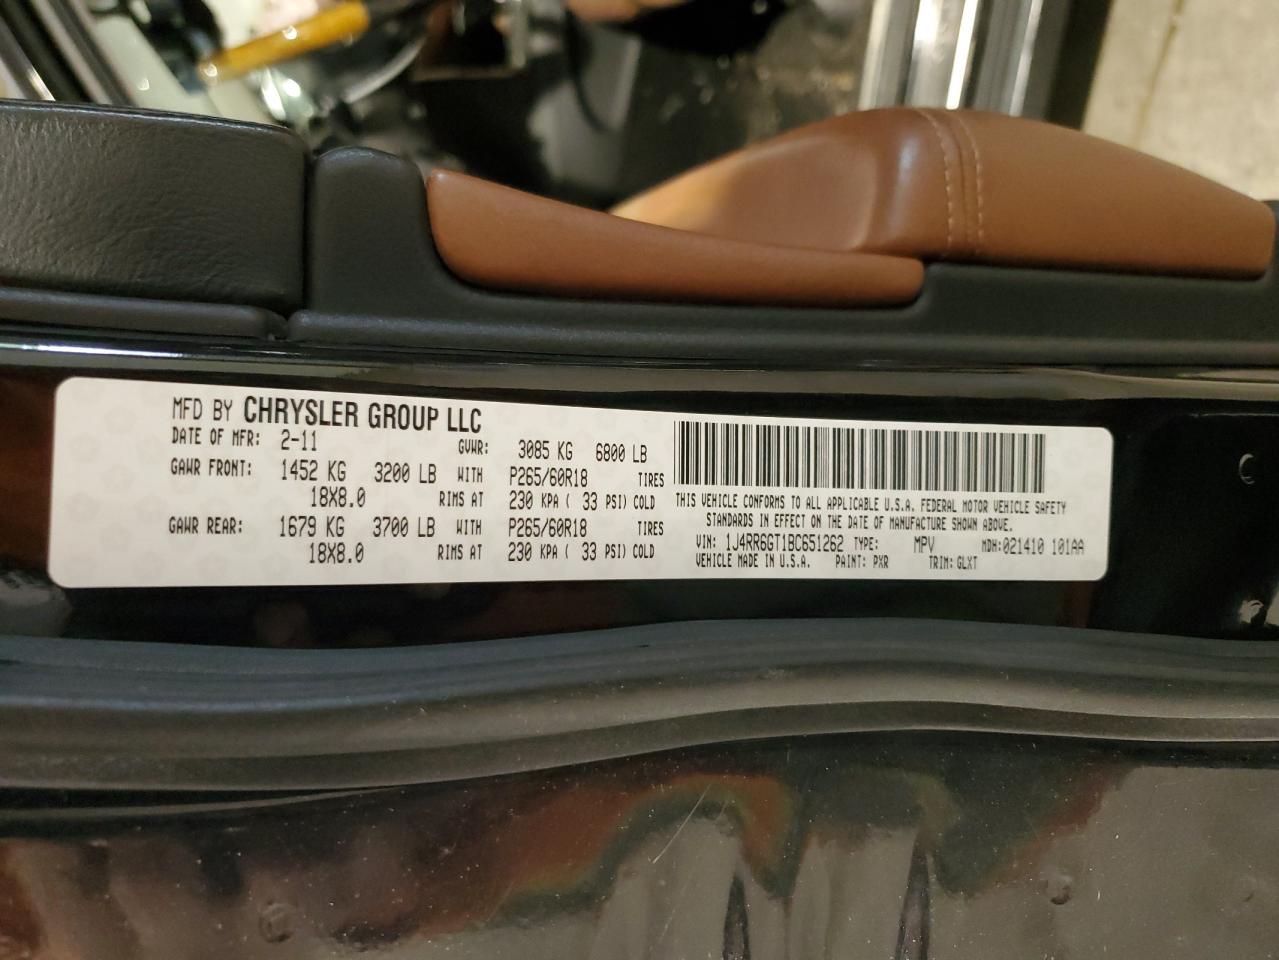 MFD BY CHRYSLER GROUP LLC
DATE OF MFR: 2-11 GVWR: 3085 KG 6800 LB
GAWR FRONT: 1452 KG 3200 LB WITH P265/60R18 TIRES
18X8.0 RIMS AT 230 KPA ( 33 PSI) COLD
GAWR REAR: 1679 KG 3700 LB WITH P265/60R18 TIRES
18X8.0 RIMS AT 230 KPA ( 33 PSI) COLD
THIS VEHICLE CONFORMS TO ALL APPLICABLE U.S.A. FEDERAL MOTOR VEHICLE SAFETY
STANDARDS IN EFFECT ON THE DATE OF MANUFACTURE SHOWN ABOVE.
VIN: 1J4RR6GT1BC651262 TYPE: MPV MDH:021410 101AA
VEHICLE MADE IN U.S.A. PAINT: PXR TRIM: GLXT